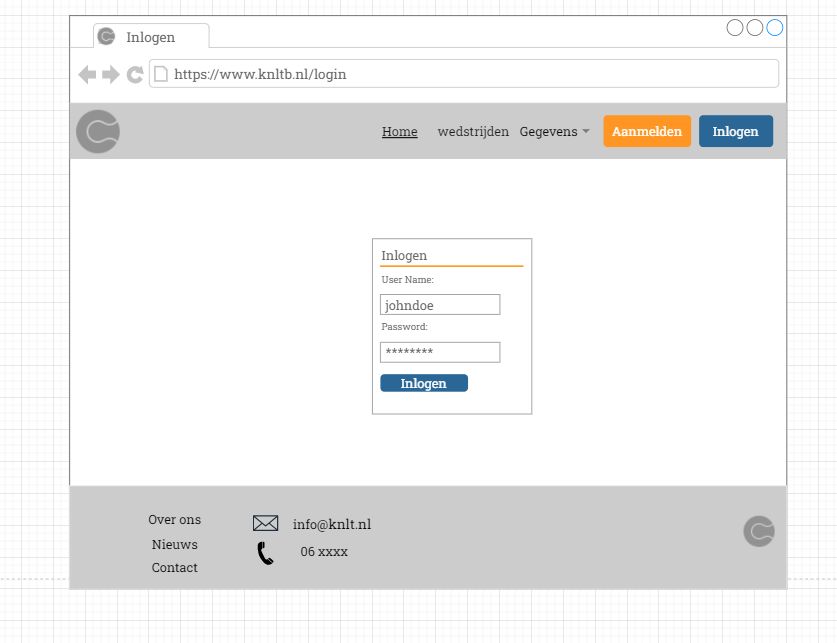 Inlogen
https://www.knltb.nl/login
Home wedstrijden Gegevens Aanmelden Inlogen
Inlogen
User Name:
johndoe
Password:
********
Inlogen
Over ons
Nieuws
Contact
info@knlt.nl
06 xxxx